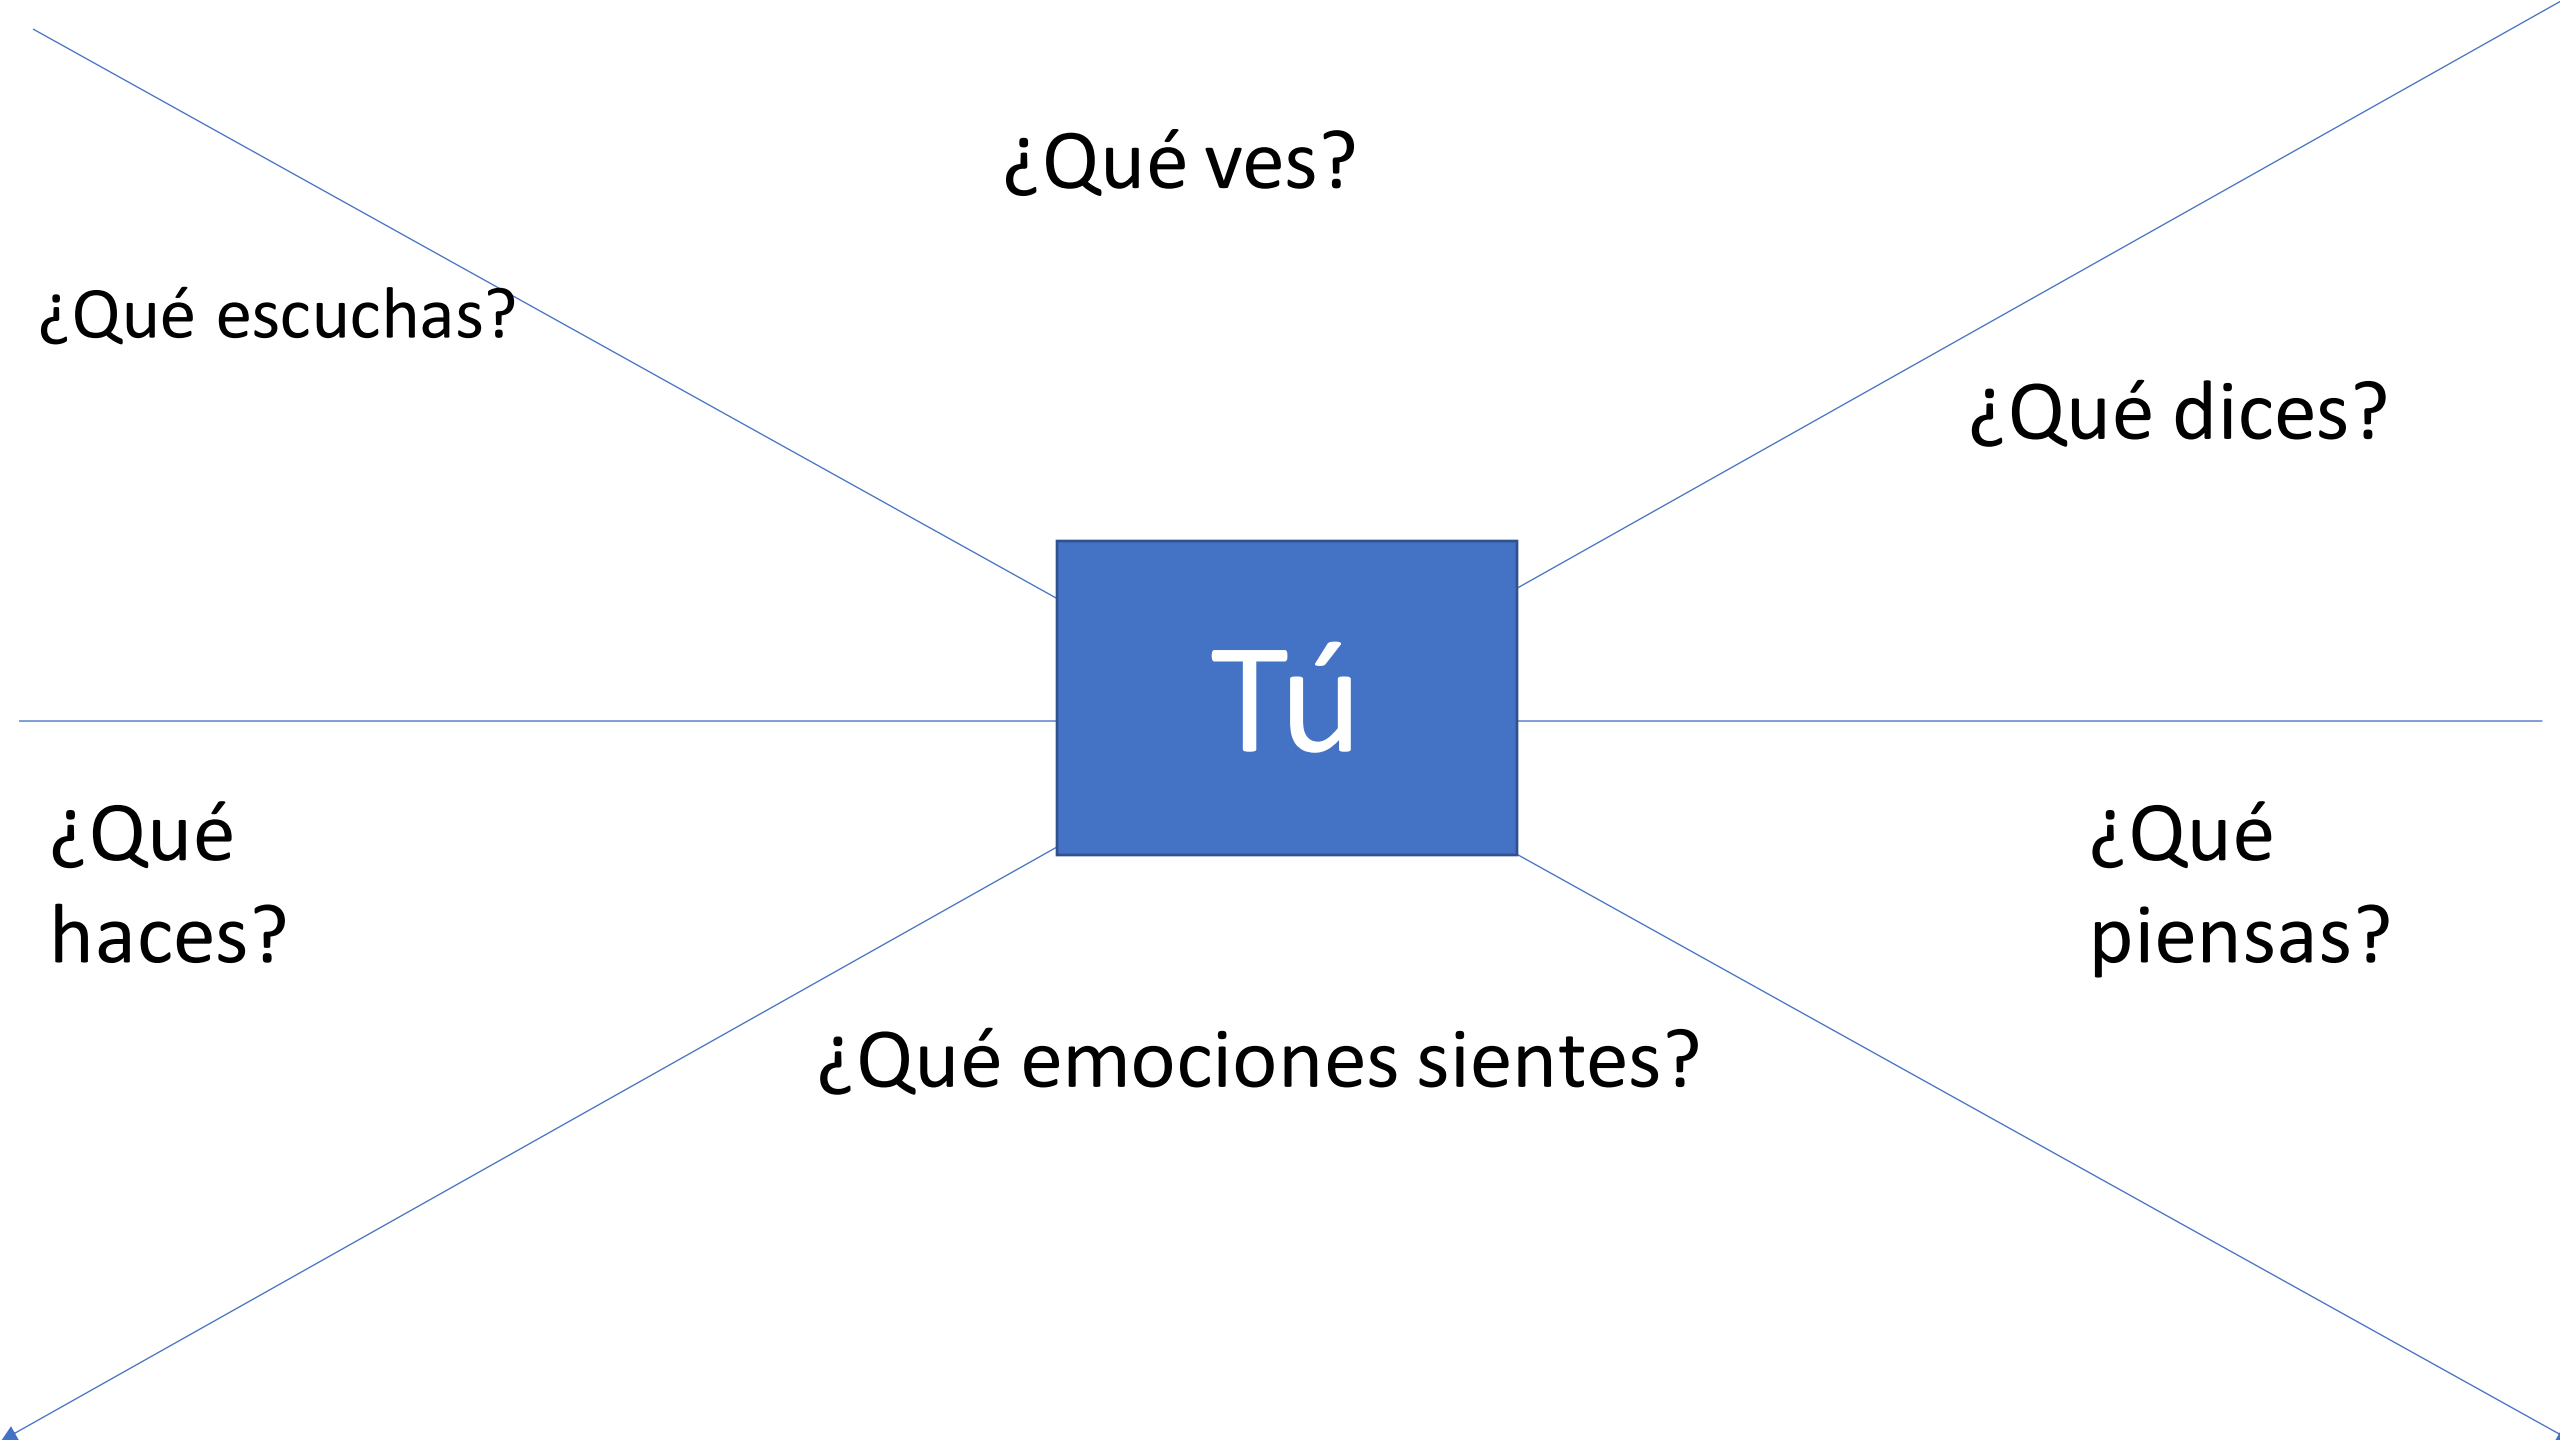 ¿Qué ves?
¿Qué escuchas?
¿Qué dices?
Tú
¿Qué
haces?
¿Qué
piensas?
¿Qué emociones sientes?